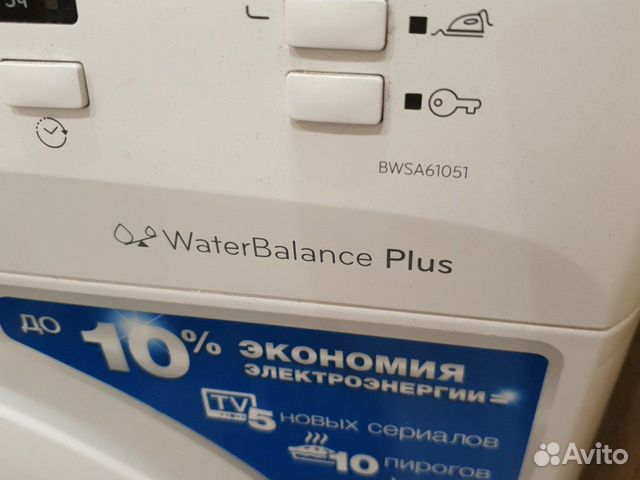 BWSA61051
WaterBalance Plus
ДО 10% ЭКОНОМИЯ
ЭЛЕКТРОЭНЕРГИИ
TV 5 НОВЫХ СЕРИАЛОВ
10 ПИРОГОВ
Avito